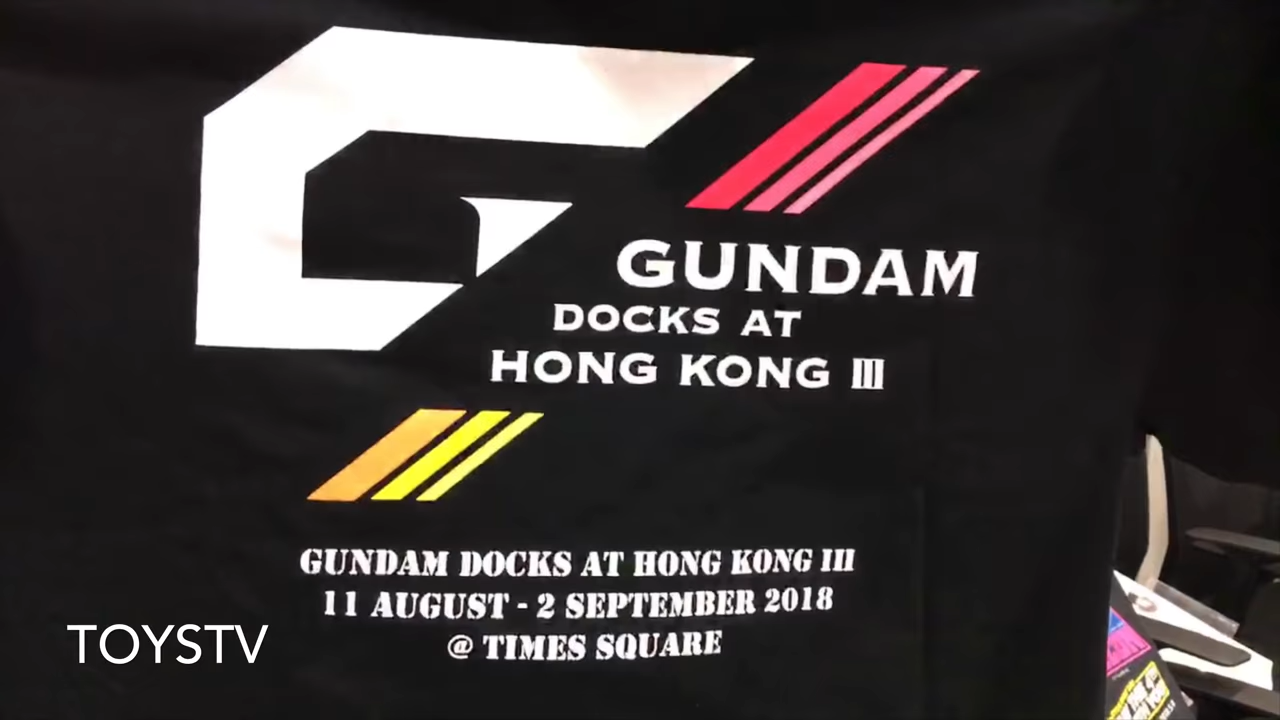 G
GUNDAM
DOCKS AT
HONG KONG III
GUNDAM DOCKS AT HONG KONG III
11 AUGUST - 2 SEPTEMBER 2018
@ TIMES SQUARE
TOYSTV